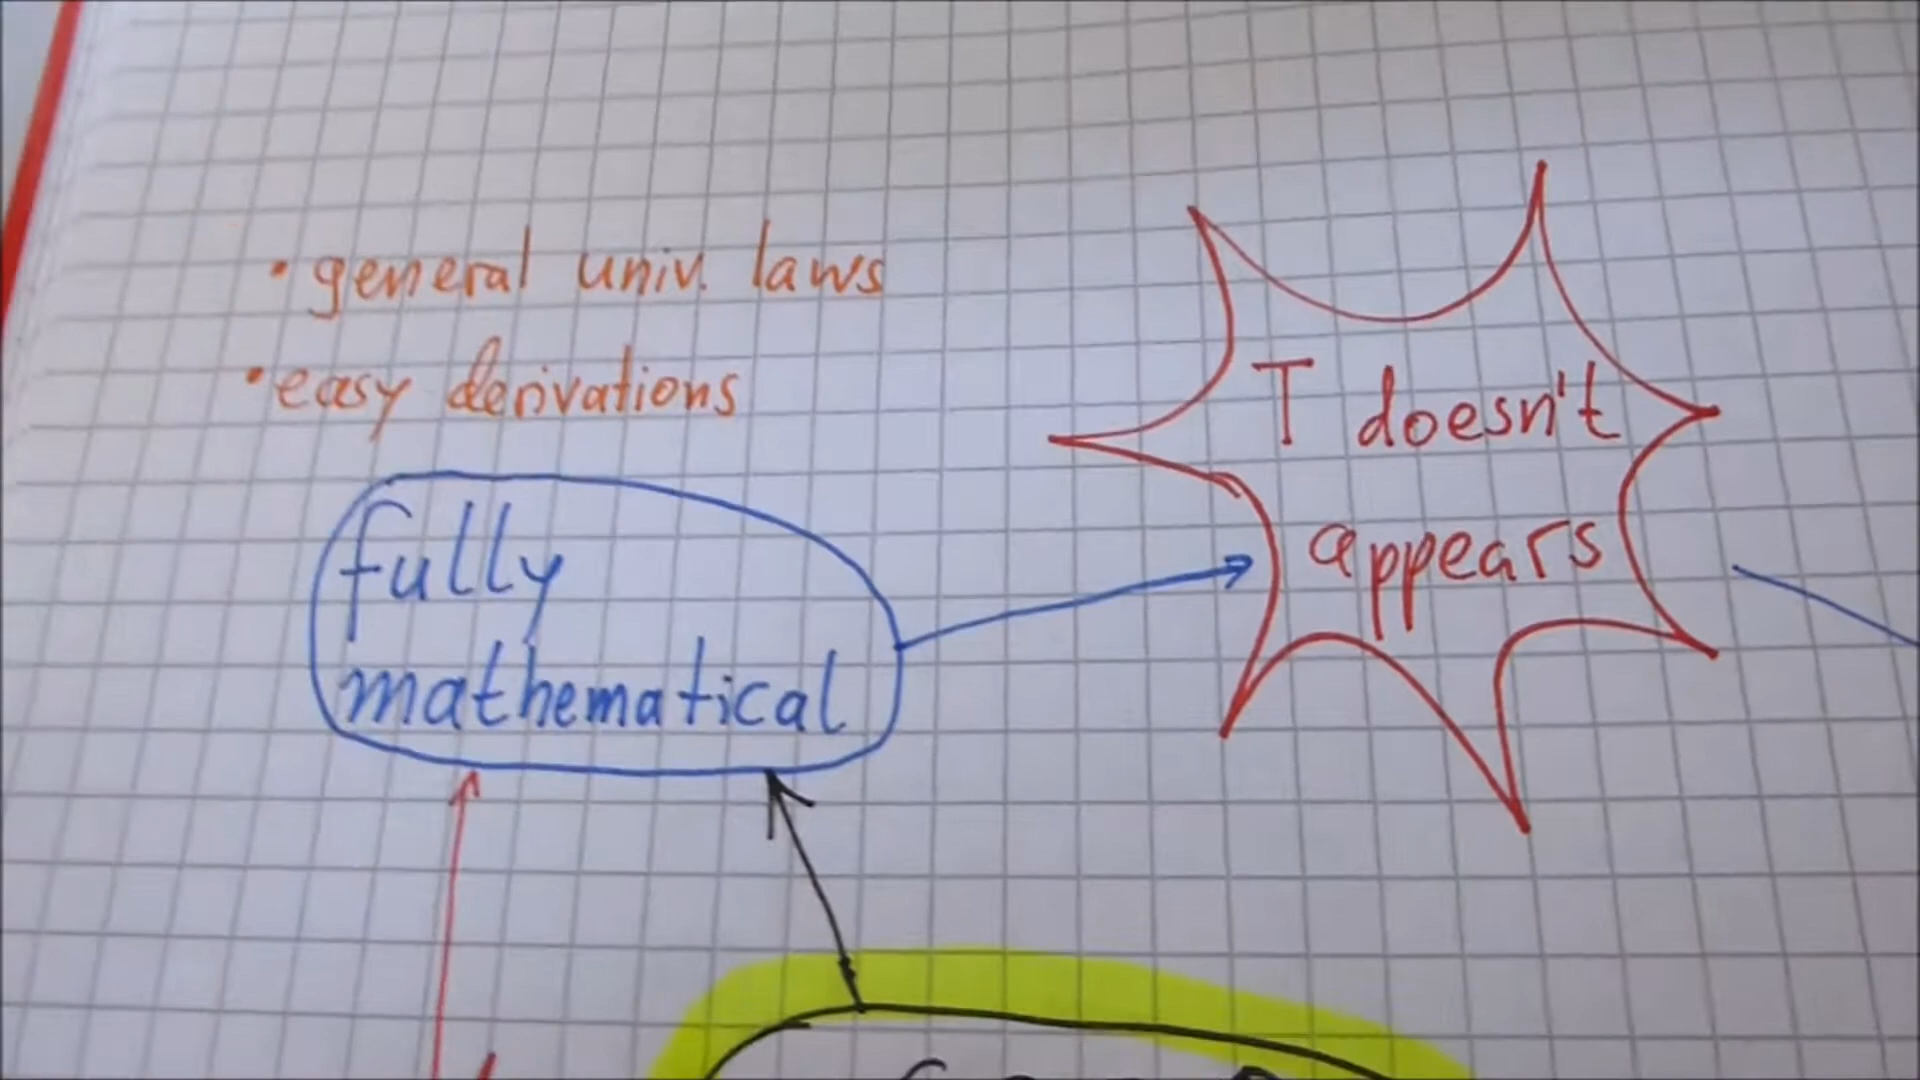 • general univ. laws
• easy derivations
fully
mathematical
T doesn't
appears